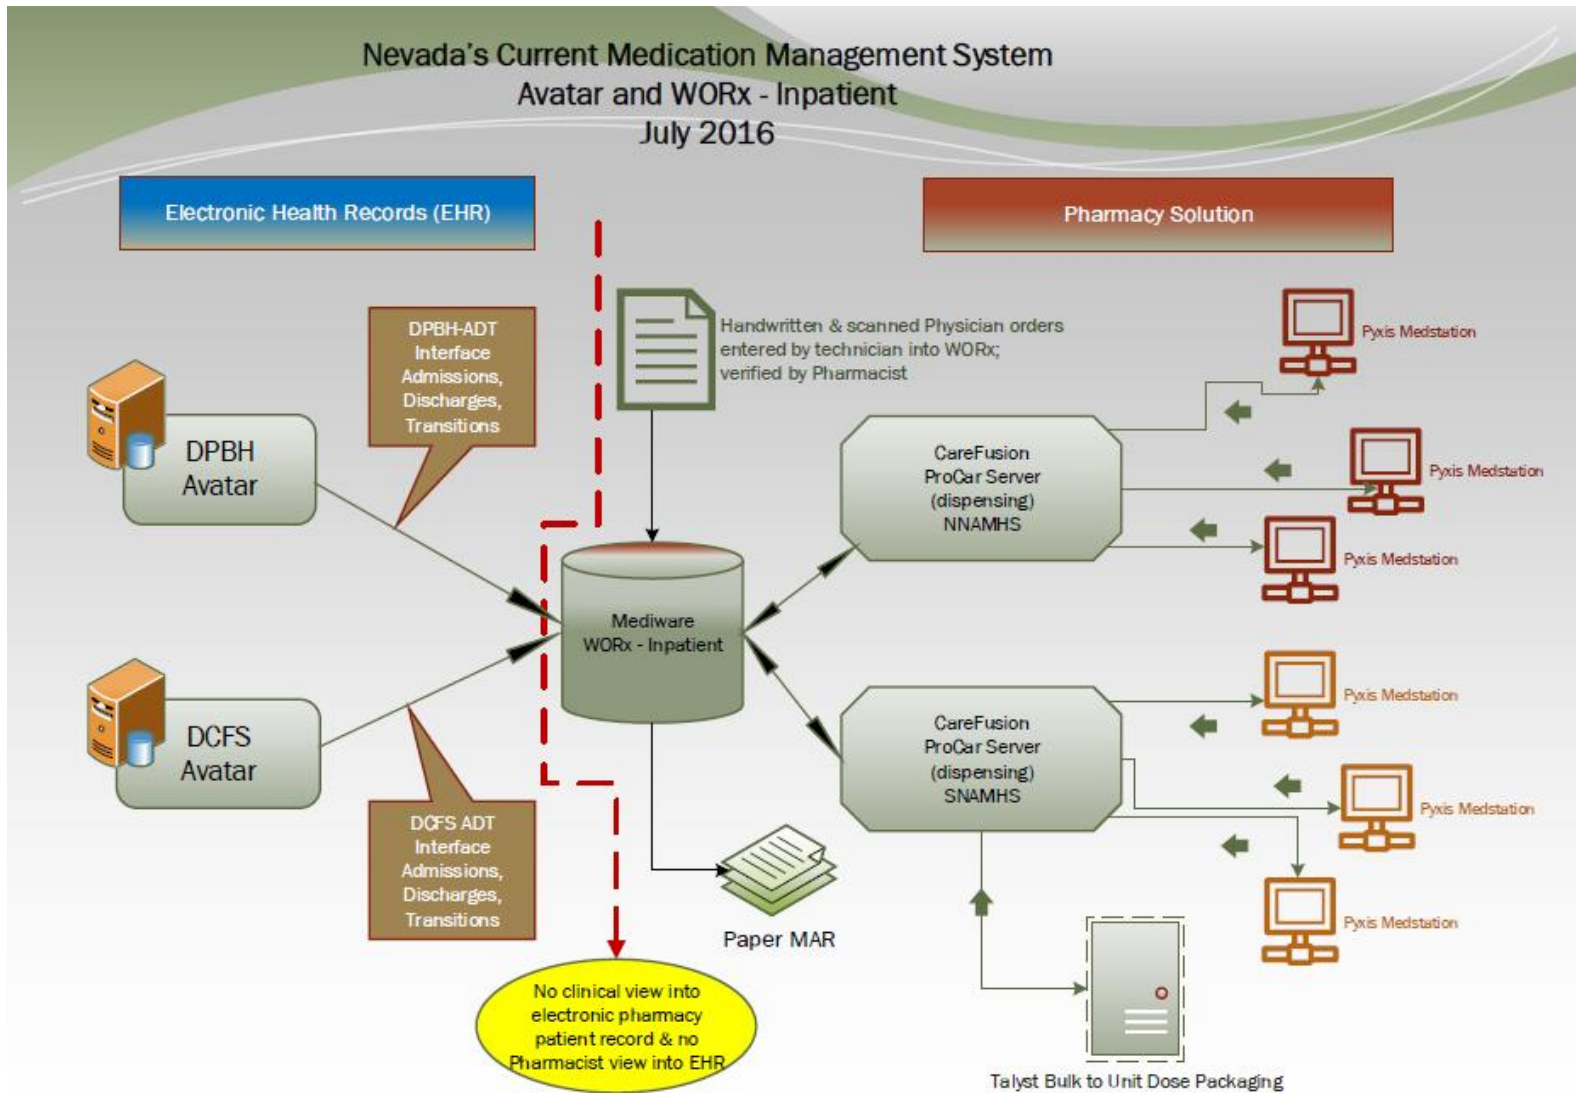 Nevada's Current Medication Management System
Avatar and WORx - Inpatient
July 2016
Electronic Health Records (EHR)
Pharmacy Solution
DPBH-ADT
Interface
Admissions,
Discharges,
Transitions
Handwritten & scanned Physician orders
entered by technician into WORx;
verified by Pharmacist
Pyxis Medstation
DPBH
Avatar
CareFusion
ProCar Server
(dispensing)
NNAMHS
Pyxis Medstation
Pyxis Medstation
Mediware
WORx - Inpatient
DCFS
Avatar
CareFusion
ProCar Server
(dispensing)
SNAMHS
Pyxis Medstation
Pyxis Medstation
Pyxis Medstation
DCFS ADT
Interface
Admissions,
Discharges,
Transitions
Paper MAR
No clinical view into
electronic pharmacy
patient record & no
Pharmacist view into EHR
Talyst Bulk to Unit Dose Packaging